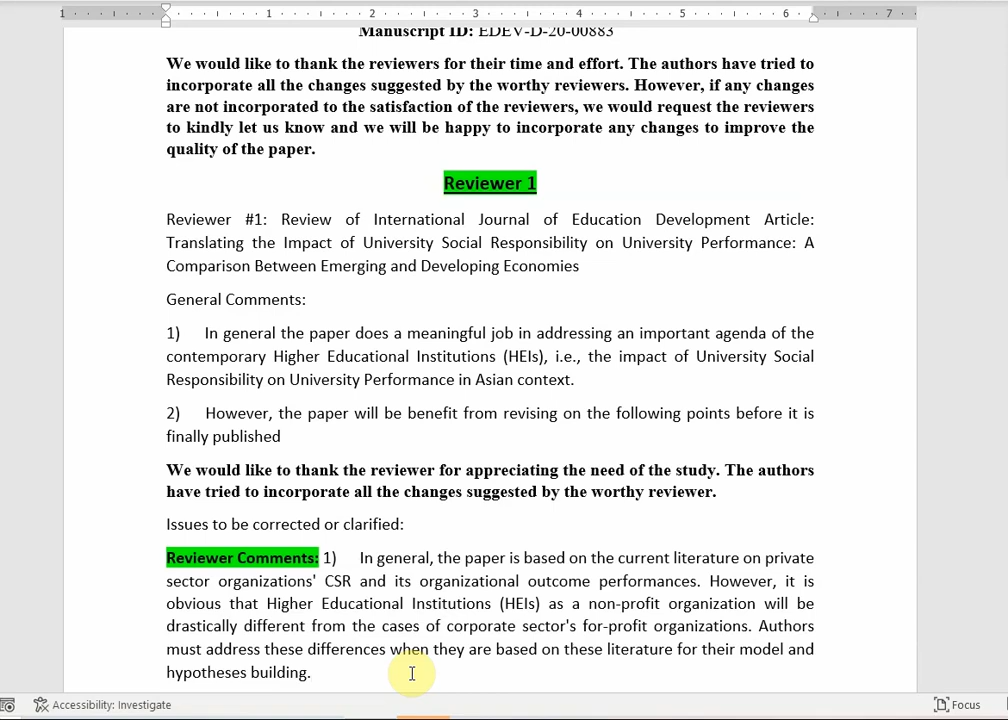 1 1 2 3 4 5 6 7
Manuscript ID: EDEV-D-20-00883
We would like to thank the reviewers for their time and effort. The authors have tried to
incorporate all the changes suggested by the worthy reviewers. However, if any changes
are not incorporated to the satisfaction of the reviewers, we would request the reviewers
to kindly let us know and we will be happy to incorporate any changes to improve the
quality of the paper.
Reviewer 1
Reviewer #1: Review of International Journal of Education Development Article:
Translating the Impact of University Social Responsibility on University Performance: A
Comparison Between Emerging and Developing Economies
General Comments:
1) In general the paper does a meaningful job in addressing an important agenda of the
contemporary Higher Educational Institutions (HEIs), i.e., the impact of University Social
Responsibility on University Performance in Asian context.
2) However, the paper will be benefit from revising on the following points before it is
finally published
We would like to thank the reviewer for appreciating the need of the study. The authors
have tried to incorporate all the changes suggested by the worthy reviewer.
Issues to be corrected or clarified:
Reviewer Comments: 1) In general, the paper is based on the current literature on private
sector organizations' CSR and its organizational outcome performances. However, it is
obvious that Higher Educational Institutions (HEIs) as a non-profit organization will be
drastically different from the cases of corporate sector's for-profit organizations. Authors
must address these differences when they are based on these literature for their model and
hypotheses building.
Accessibility: Investigate Focus